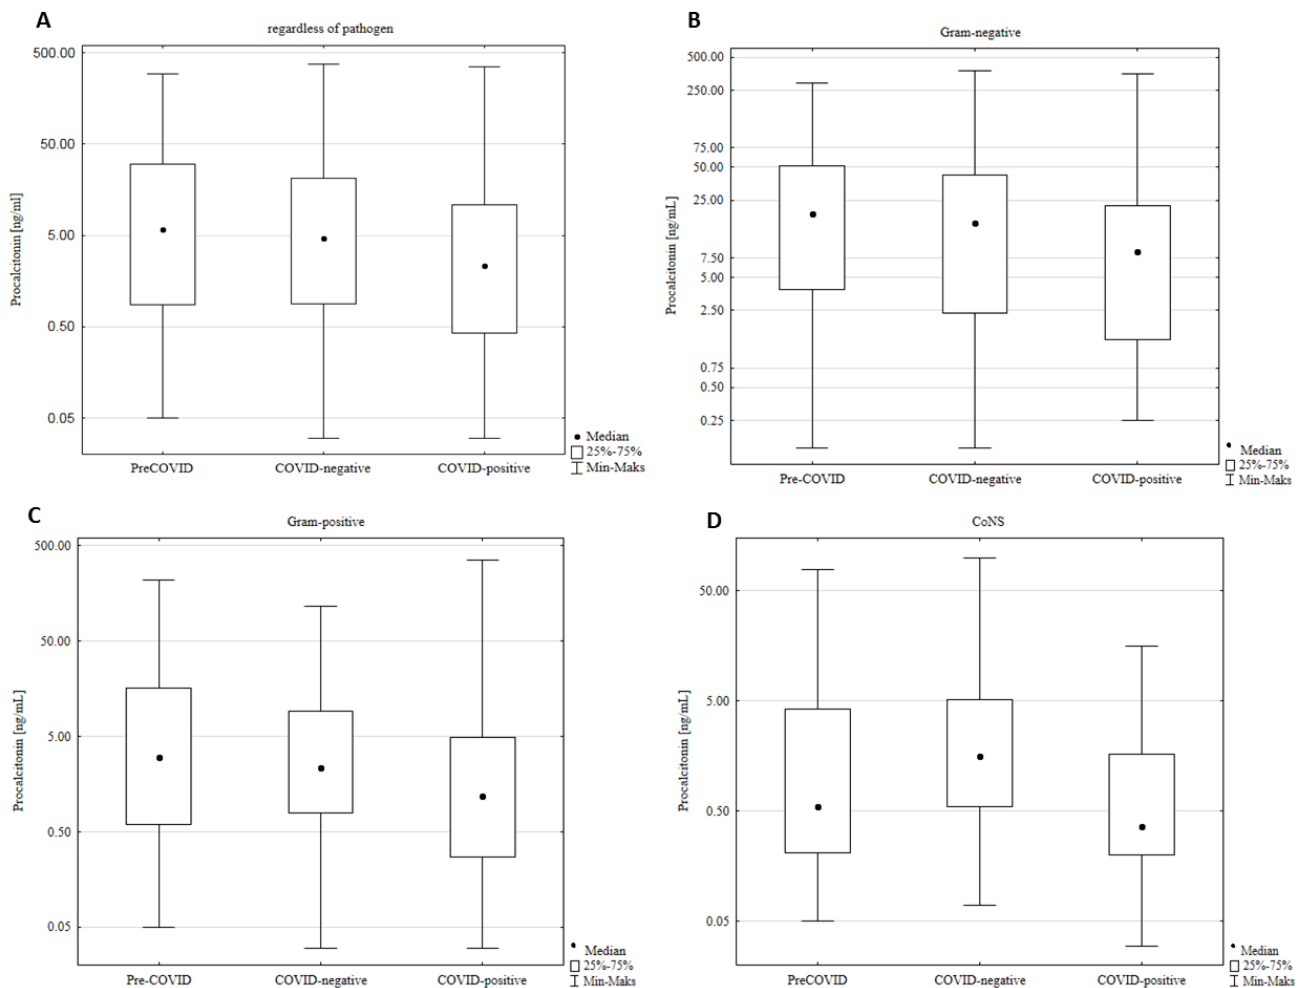 A
regardless of pathogen
500.00
50.00
5.00
0.50
0.05
Procalcitonin [ng/ml]
PreCOVID
COVID-negative
COVID-positive
Median
25%-75%
Min-Maks
B
Gram-negative
500.00
250.00
75.00
50.00
25.00
7.50
5.00
2.50
0.75
0.50
0.25
Procalcitonin [ng/mL]
Pre-COVID
COVID-negative
COVID-positive
Median
25%-75%
Min-Maks
C
Gram-positive
500.00
50.00
5.00
0.50
0.05
Procalcitonin [ng/mL]
Pre-COVID
COVID-negative
COVID-positive
Median
25%-75%
Min-Maks
D
CoNS
50.00
5.00
0.50
0.05
Procalcitonin [ng/mL]
PreCOVID
COVID-negative
COVID-positive
Median
25%-75%
Min-Maks